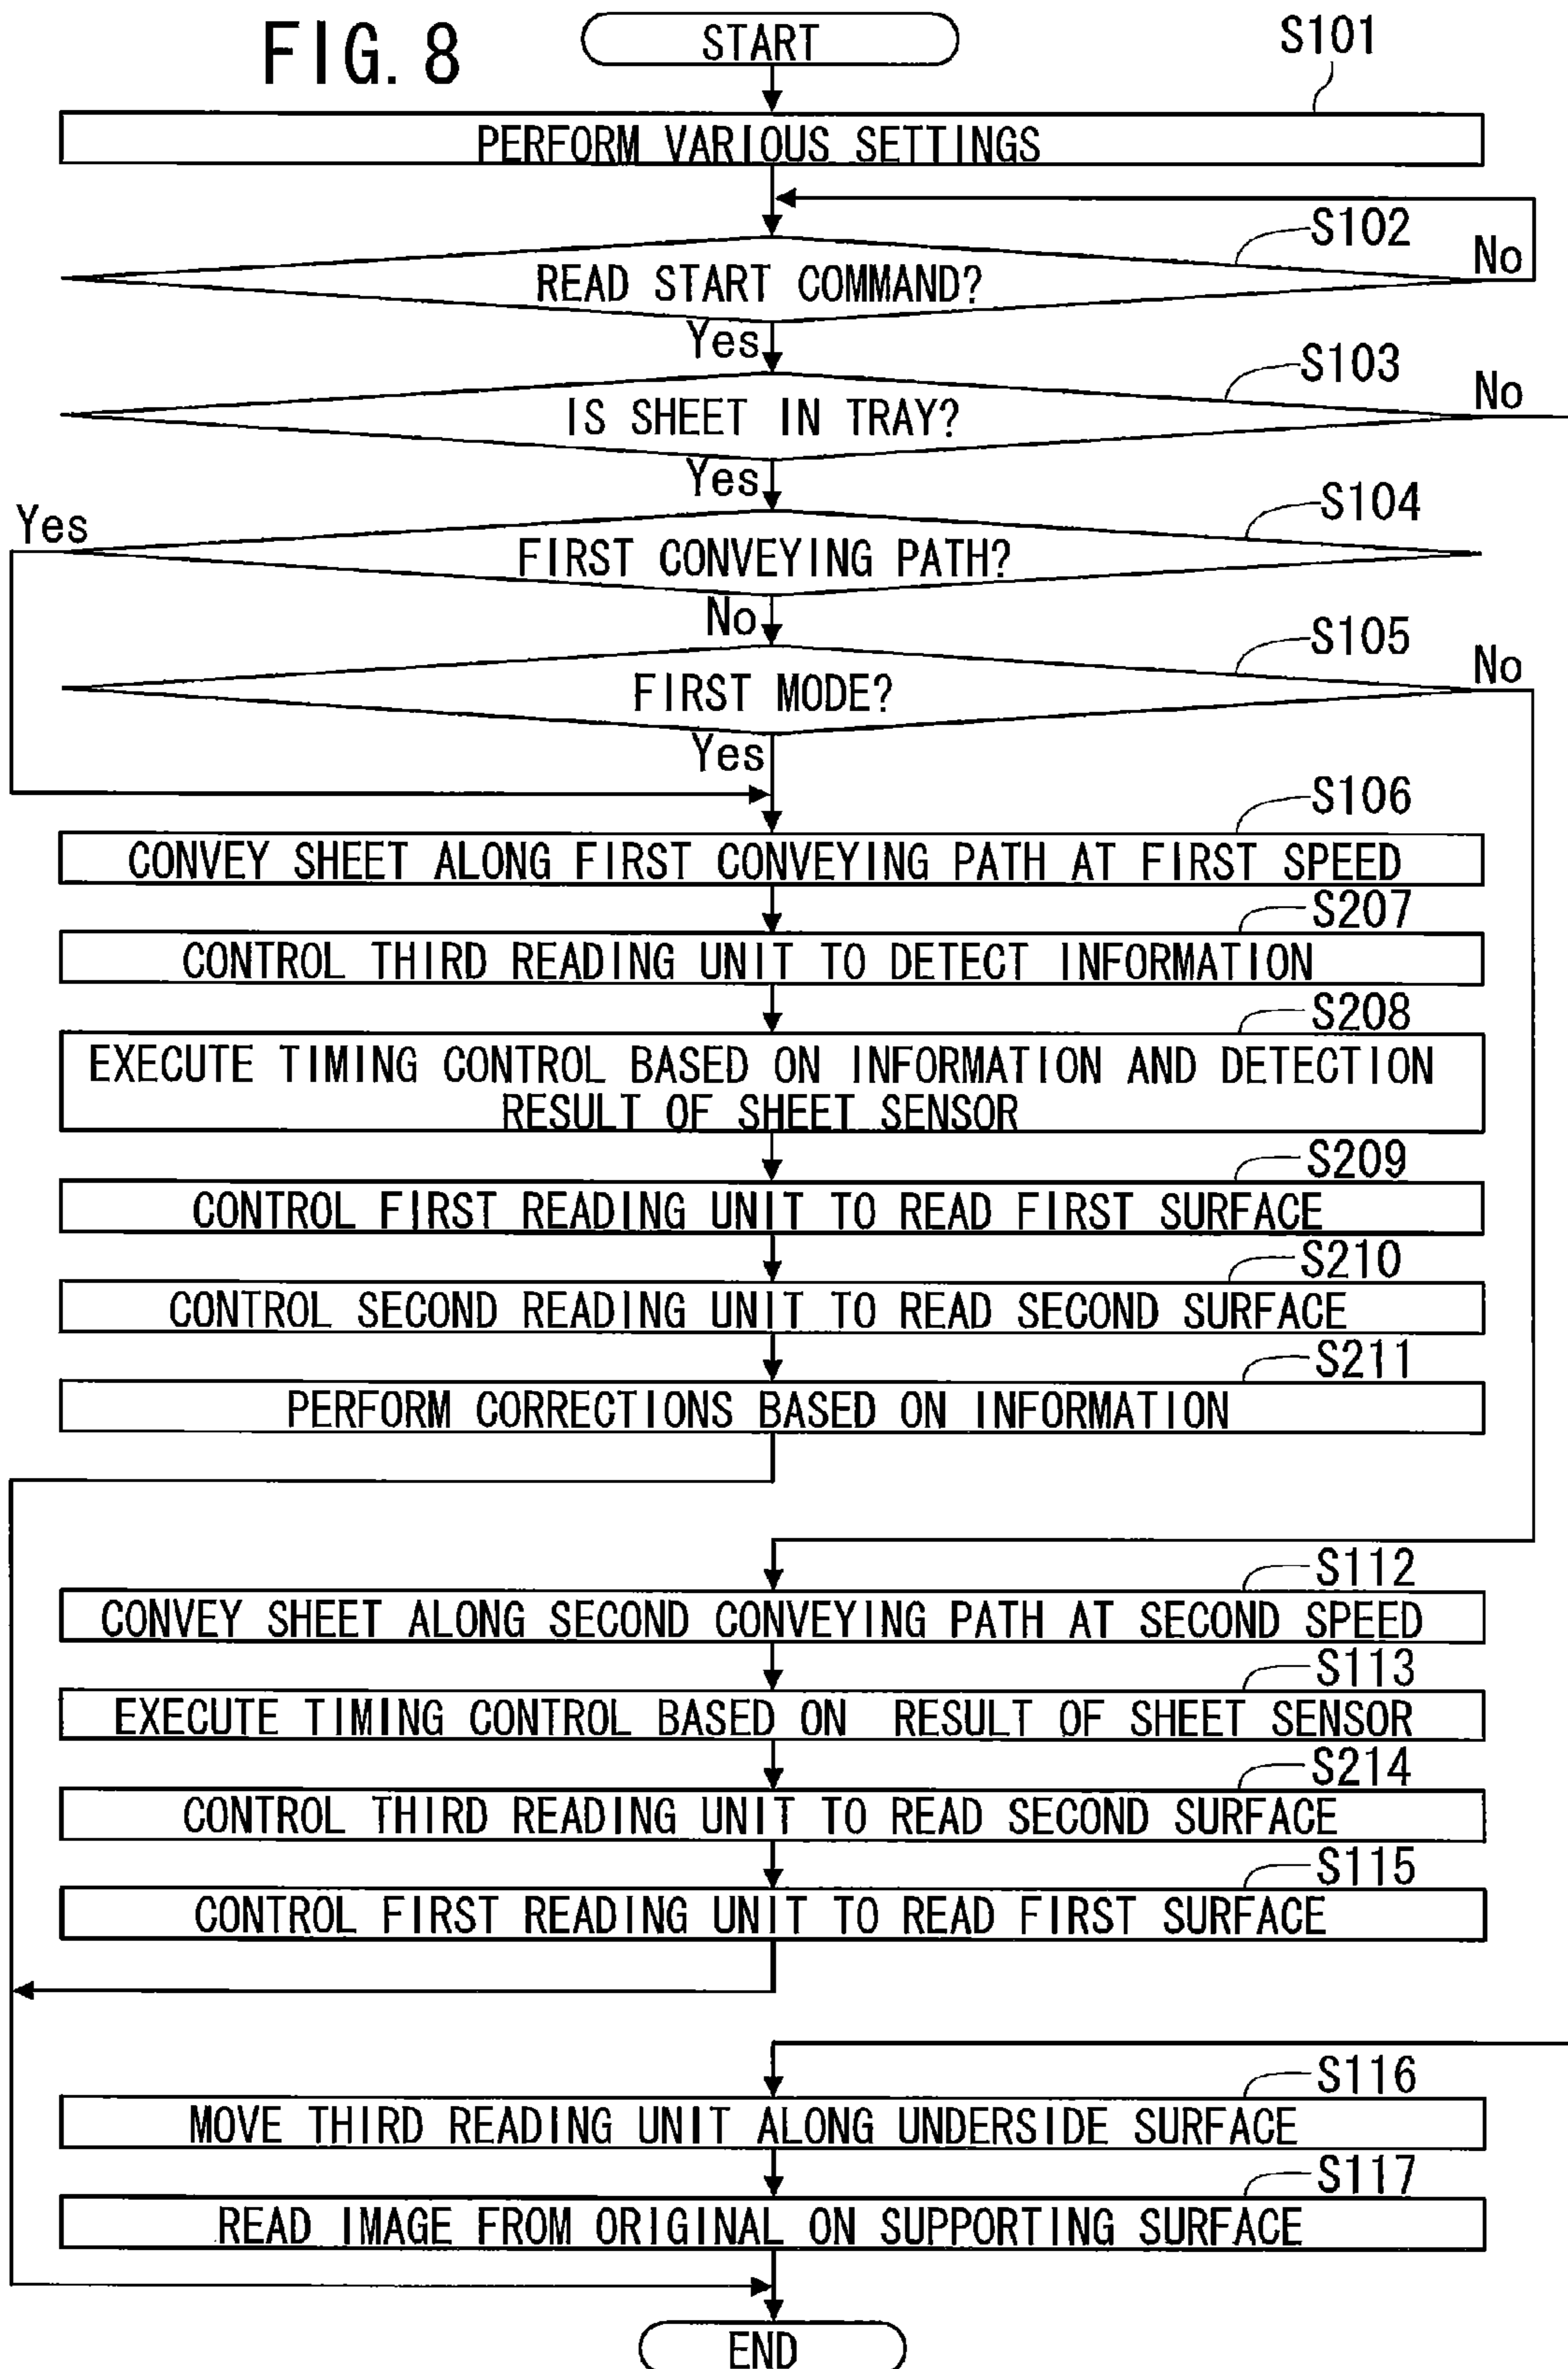 FIG. 8
START
S101
PERFORM VARIOUS SETTINGS
S102
READ START COMMAND?
No
Yes
S103
IS SHEET IN TRAY?
No
Yes
S104
Yes
FIRST CONVEYING PATH?
No
S105
FIRST MODE?
No
Yes
S106
CONVEY SHEET ALONG FIRST CONVEYING PATH AT FIRST SPEED
S207
CONTROL THIRD READING UNIT TO DETECT INFORMATION
S208
EXECUTE TIMING CONTROL BASED ON INFORMATION AND DETECTION
RESULT OF SHEET SENSOR
S209
CONTROL FIRST READING UNIT TO READ FIRST SURFACE
S210
CONTROL SECOND READING UNIT TO READ SECOND SURFACE
S211
PERFORM CORRECTIONS BASED ON INFORMATION
S112
CONVEY SHEET ALONG SECOND CONVEYING PATH AT SECOND SPEED
S113
EXECUTE TIMING CONTROL BASED ON RESULT OF SHEET SENSOR
S214
CONTROL THIRD READING UNIT TO READ SECOND SURFACE
S115
CONTROL FIRST READING UNIT TO READ FIRST SURFACE
S116
MOVE THIRD READING UNIT ALONG UNDERSIDE SURFACE
S117
READ IMAGE FROM ORIGINAL ON SUPPORTING SURFACE
END